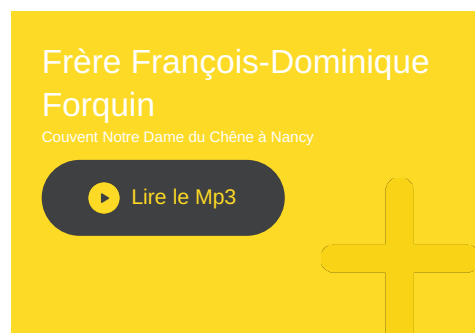 Frère François-Dominique
Forquin
Couvent Notre Dame du Chêne à Nancy
Lire le Mp3